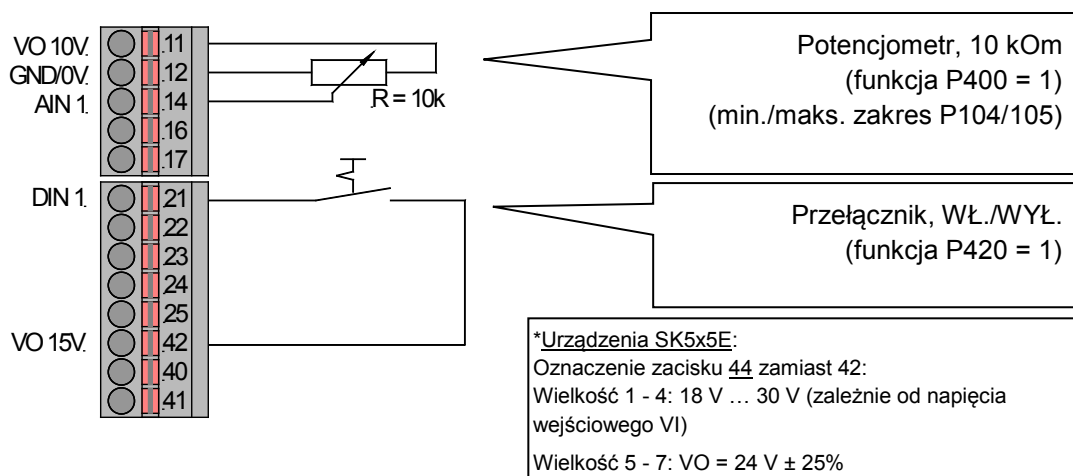 VO 10V.
GND/0V.
AIN 1.
.11
.12
.14
.16
.17
R = 10k
Potencjometr, 10 kOm
(funkcja P400 = 1)
(min./maks. zakres P104/105)
DIN 1.
VO 15V.
.21
.22
.23
.24
.25
.42
.40
.41
Przełącznik, WŁ./WYŁ.
(funkcja P420 = 1)
*Urządzenia SK5x5E:
Oznaczenie zacisku 44 zamiast 42:
Wielkość 1 - 4: 18 V … 30 V (zależnie od napięcia
wejściowego VI)
Wielkość 5 - 7: VO = 24 V ± 25%